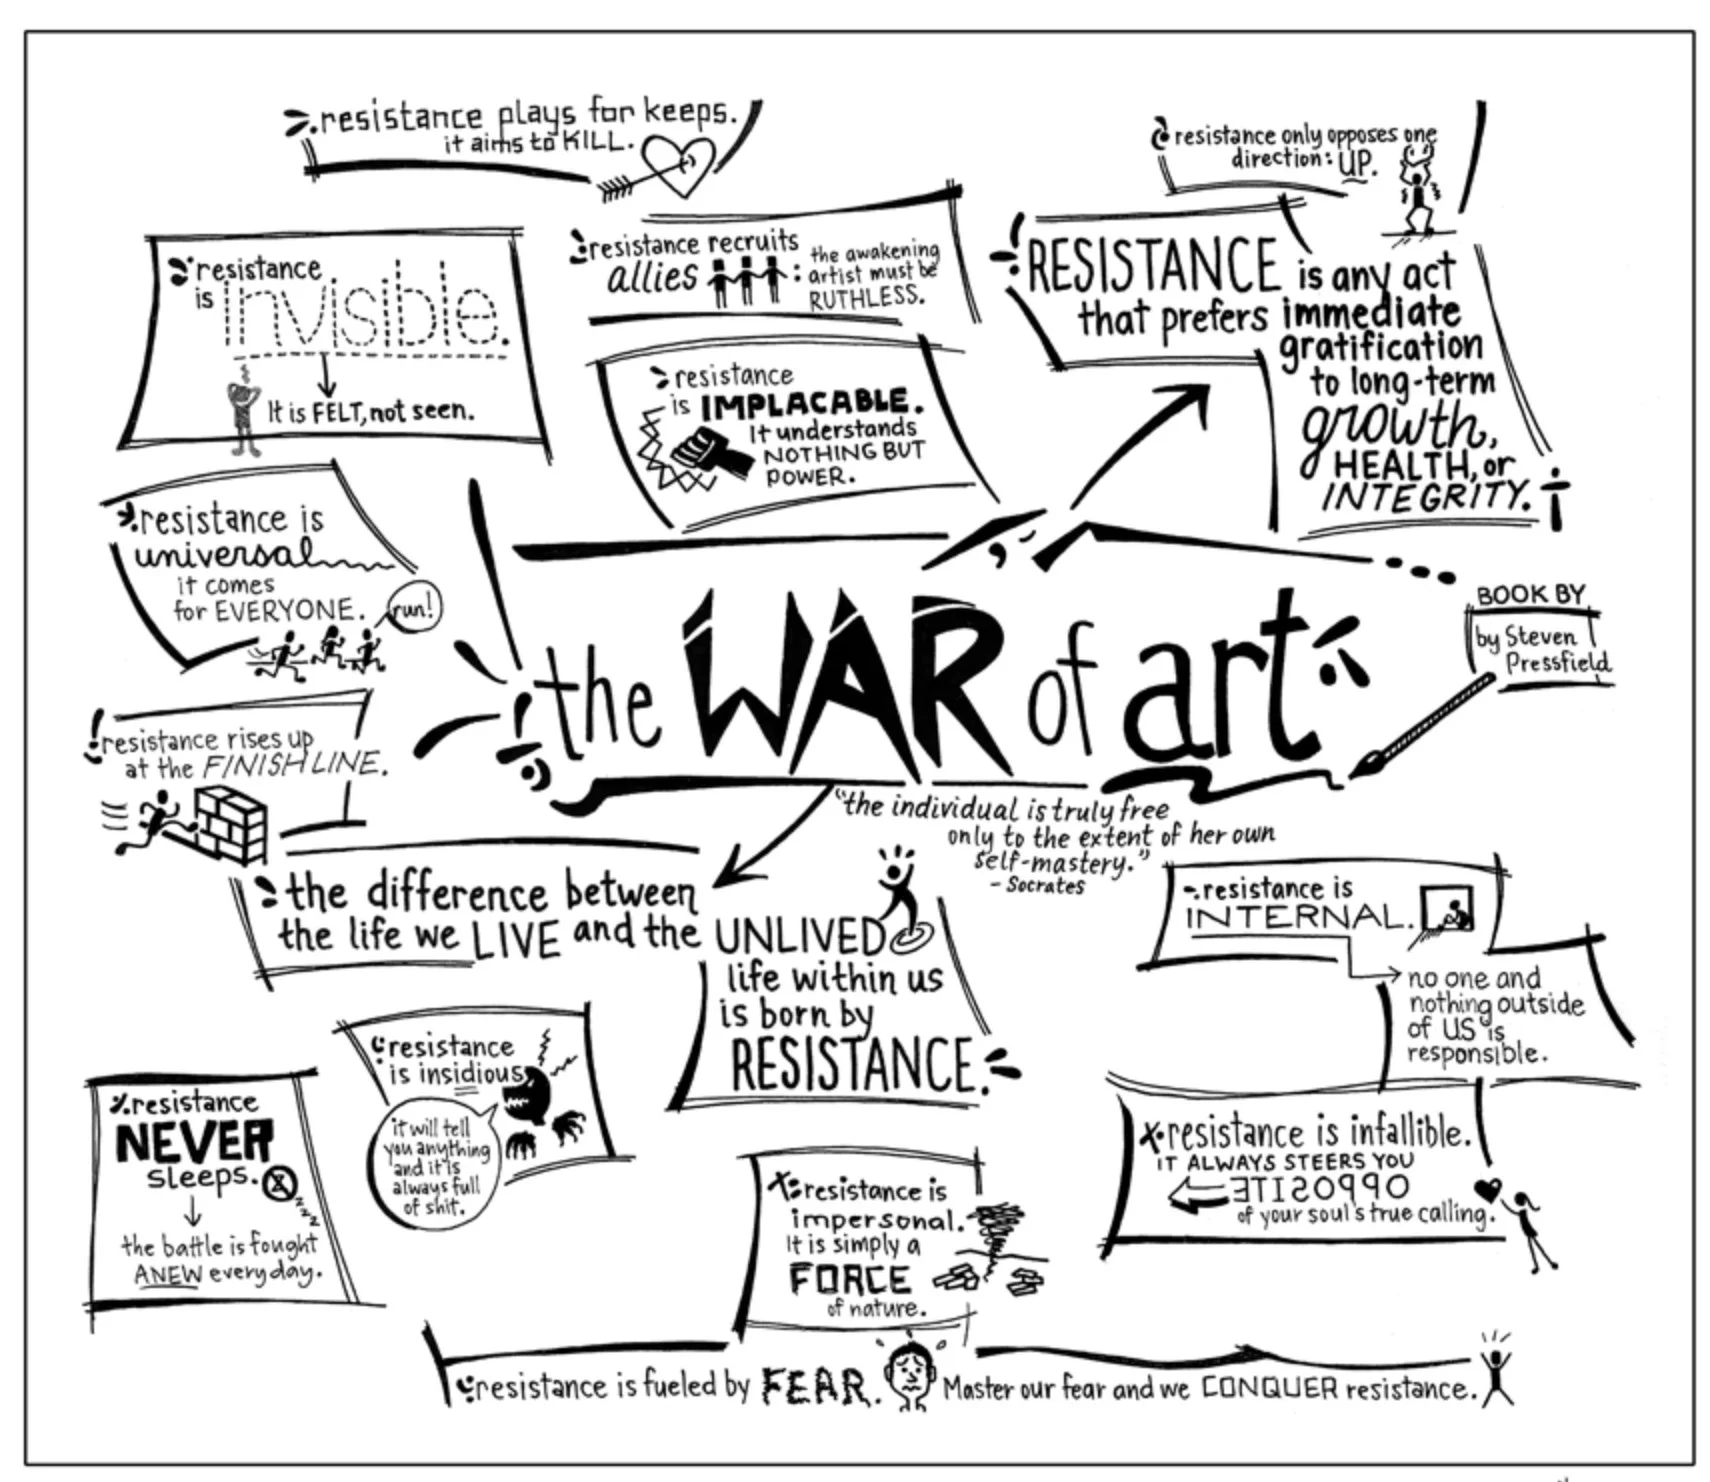 resistance plays for keeps.
it aims to KILL.
resistance only opposes one
direction: UP.
resistance
is invisible.
It is FELT, not seen.
resistance recruits
allies :
the awakening
artist must be
RUTHLESS.
RESISTANCE is any act
that prefers immediate
gratification
to long-term
growth,
HEALTH, or
INTEGRITY.
resistance
is IMPLACABLE.
It understands
NOTHING BUT
POWER.
resistance is
universal
it comes
for EVERYONE.
run!
the WAR of art
BOOK BY
by Steven
Pressfield
resistance rises up
at the FINISH LINE.
"the individual is truly free
only to the extent of her own
self-mastery."
- Socrates
the difference between
the life we LIVE and the UNLIVED
life within us
is born by
RESISTANCE.
resistance is
INTERNAL.
no one and
nothing outside
of US is
responsible.
resistance
is insidious
it will tell
you anything
and it is
always full
of shit.
resistance
NEVER
sleeps.
Z
zzz
the battle is fought
ANEW everyday.
resistance is
impersonal.
It is simply a
FORCE
of nature.
resistance is infallible.
IT ALWAYS STEERS YOU
OPPOSITE
of your soul's true calling.
resistance is fueled by FEAR. Master our fear and we CONQUER resistance.